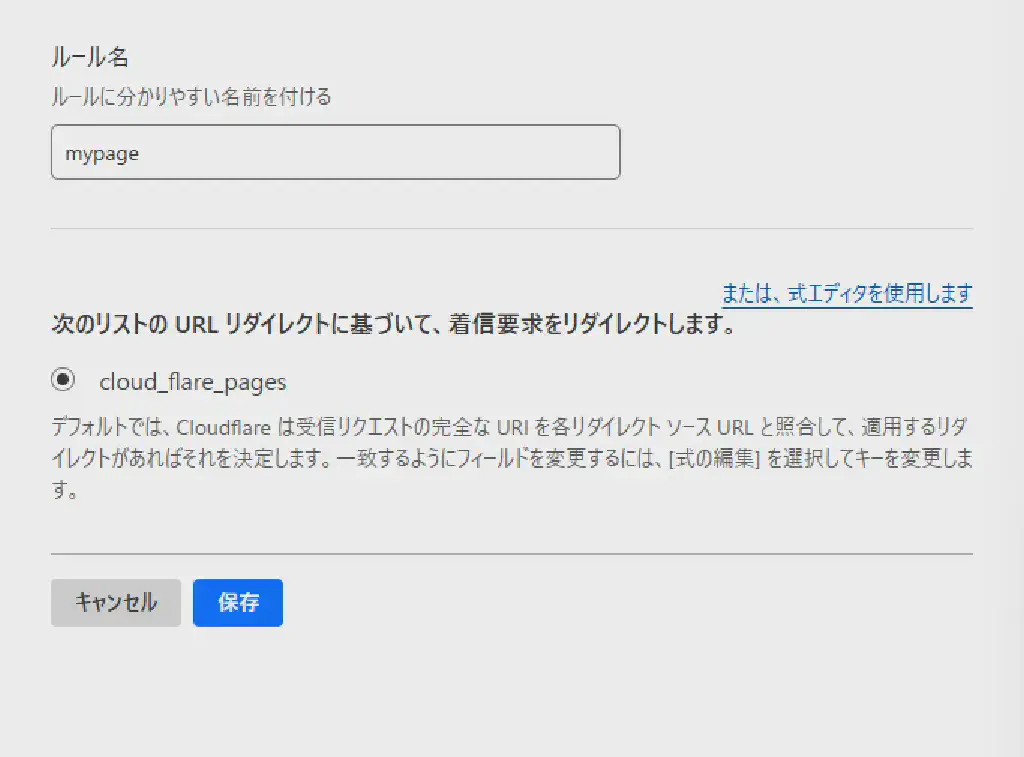 ルール名
ルールに分かりやすい名前を付ける
mypage
または、式エディタを使用します
次のリストの URL リダイレクトに基づいて、着信要求をリダイレクトします。
cloud_flare_pages
デフォルトでは、Cloudflare は受信リクエストの完全な URI を各リダイレクト ソース URL と照合して、適用するリダ
イレクトがあればそれを決定します。一致するようにフィールドを変更するには、[式の編集] を選択してキーを変更しま
す。
キャンセル
保存